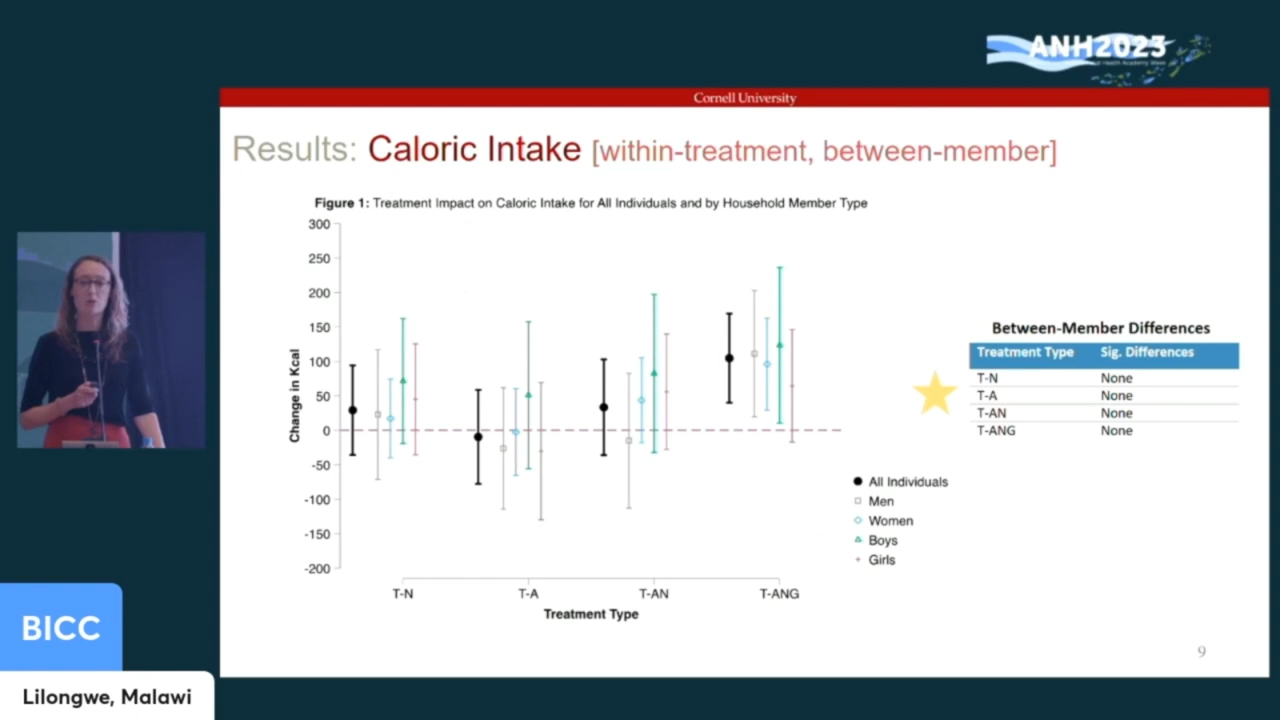 ANH2023
Cornell University
Results: Caloric Intake [within-treatment, between-member]
Figure 1: Treatment Impact on Caloric Intake for All Individuals and by Household Member Type
300
250
200
150
100
50
0
-50
-100
-150
-200
Change in Kcal
T-N
T-A
T-AN
T-ANG
Treatment Type
All Individuals
Men
Women
Boys
Girls
Between-Member Differences
Treatment Type Sig. Differences
T-N None
T-A None
T-AN None
T-ANG None
9
BICC
Lilongwe, Malawi